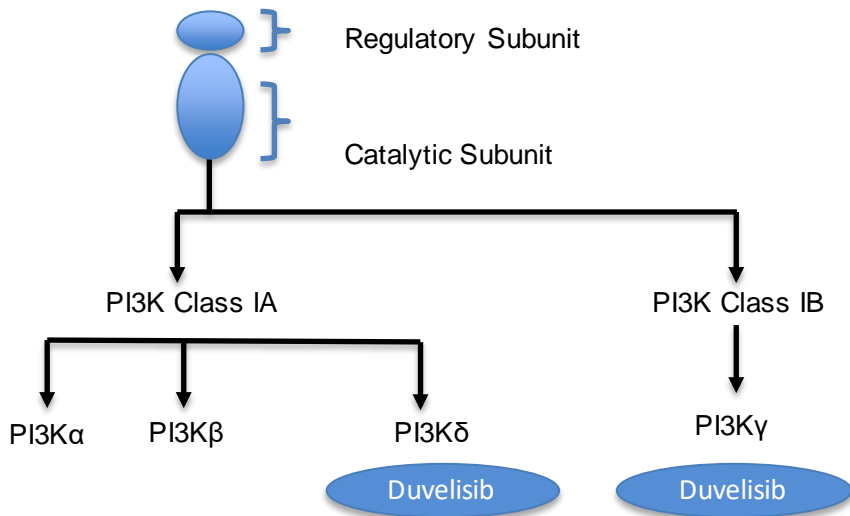 Regulatory Subunit
Catalytic Subunit
PI3K Class IA
PI3K Class IB
PI3Kα
PI3Kβ
PI3Kδ
PI3Kγ
Duvelisib
Duvelisib